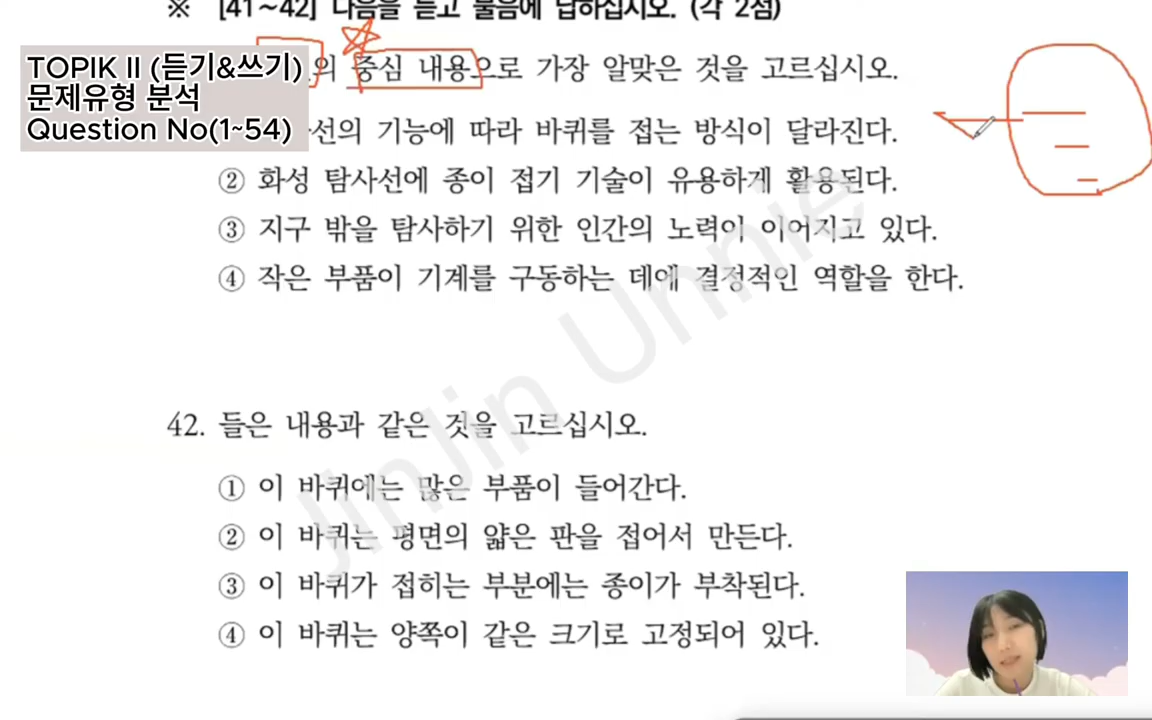 ※ [41~42] 다음을 듣고 물음에 답하십시오. (각 2점)
TOPIK II (듣기&쓰기)
문제유형 분석
Question No(1~54)
의 중심 내용으로 가장 알맞은 것을 고르십시오.
선의 기능에 따라 바퀴를 접는 방식이 달라진다.
② 화성 탐사선에 종이 접기 기술이 유용하게 활용된다.
③ 지구 밖을 탐사하기 위한 인간의 노력이 이어지고 있다.
④ 작은 부품이 기계를 구동하는 데에 결정적인 역할을 한다.
JinJin Unnie
42. 들은 내용과 같은 것을 고르십시오.
① 이 바퀴에는 많은 부품이 들어간다.
② 이 바퀴는 평면의 얇은 판을 접어서 만든다.
③ 이 바퀴가 접히는 부분에는 종이가 부착된다.
④ 이 바퀴는 양쪽이 같은 크기로 고정되어 있다.